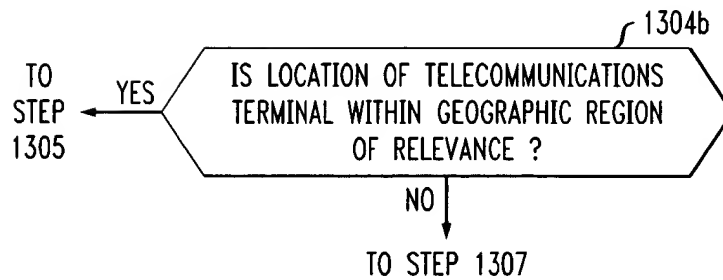 1304b
TO
STEP
1305
YES
IS LOCATION OF TELECOMMUNICATIONS
TERMINAL WITHIN GEOGRAPHIC REGION
OF RELEVANCE ?
NO
TO STEP 1307